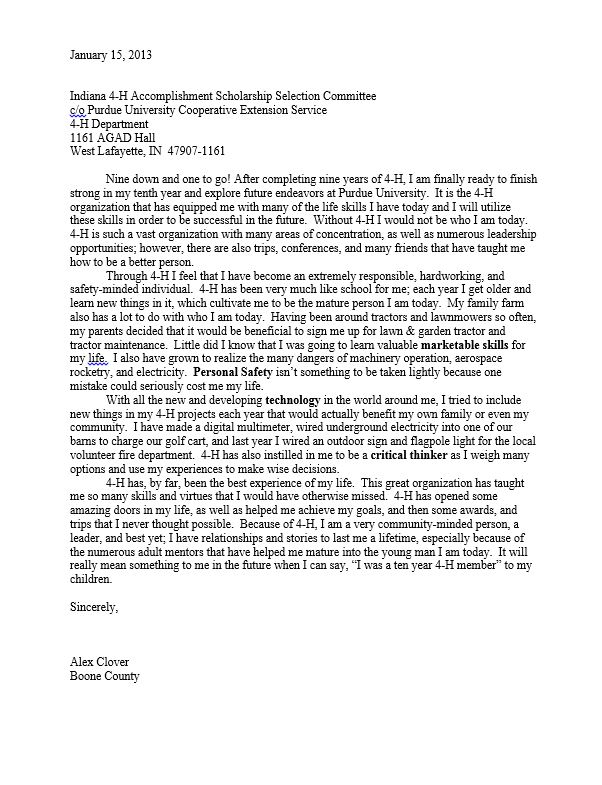 January 15, 2013
Indiana 4-H Accomplishment Scholarship Selection Committee
c/o Purdue University Cooperative Extension Service
4-H Department
1161 AGAD Hall
West Lafayette, IN  47907-1161
Nine down and one to go! After completing nine years of 4-H, I am finally ready to finish
strong in my tenth year and explore future endeavors at Purdue University.  It is the 4-H
organization that has equipped me with many of the life skills I have today and I will utilize
these skills in order to be successful in the future.  Without 4-H I would not be who I am today.
4-H is such a vast organization with many areas of concentration, as well as numerous leadership
opportunities; however, there are also trips, conferences, and many friends that have taught me
how to be a better person.
Through 4-H I feel that I have become an extremely responsible, hardworking, and
safety-minded individual.  4-H has been very much like school for me; each year I get older and
learn new things in it, which cultivate me to be the mature person I am today.  My family farm
also has a lot to do with who I am today.  Having been around tractors and lawnmowers so often,
my parents decided that it would be beneficial to sign me up for lawn & garden tractor and
tractor maintenance.  Little did I know that I was going to learn valuable marketable skills for
my life.  I also have grown to realize the many dangers of machinery operation, aerospace
rocketry, and electricity.  Personal Safety isn't something to be taken lightly because one
mistake could seriously cost me my life.
With all the new and developing technology in the world around me, I tried to include
new things in my 4-H projects each year that would actually benefit my own family or even my
community.  I have made a digital multimeter, wired underground electricity into one of our
barns to charge our golf cart, and last year I wired an outdoor sign and flagpole light for the local
volunteer fire department.  4-H has also instilled in me to be a critical thinker as I weigh many
options and use my experiences to make wise decisions.
4-H has, by far, been the best experience of my life.  This great organization has taught
me so many skills and virtues that I would have otherwise missed.  4-H has opened some
amazing doors in my life, as well as helped me achieve my goals, and then some awards, and
trips that I never thought possible.  Because of 4-H, I am a very community-minded person, a
leader, and best yet; I have relationships and stories to last me a lifetime, especially because of
the numerous adult mentors that have helped me mature into the young man I am today.  It will
really mean something to me in the future when I can say, “I was a ten year 4-H member” to my
children.
Sincerely,
Alex Clover
Boone County